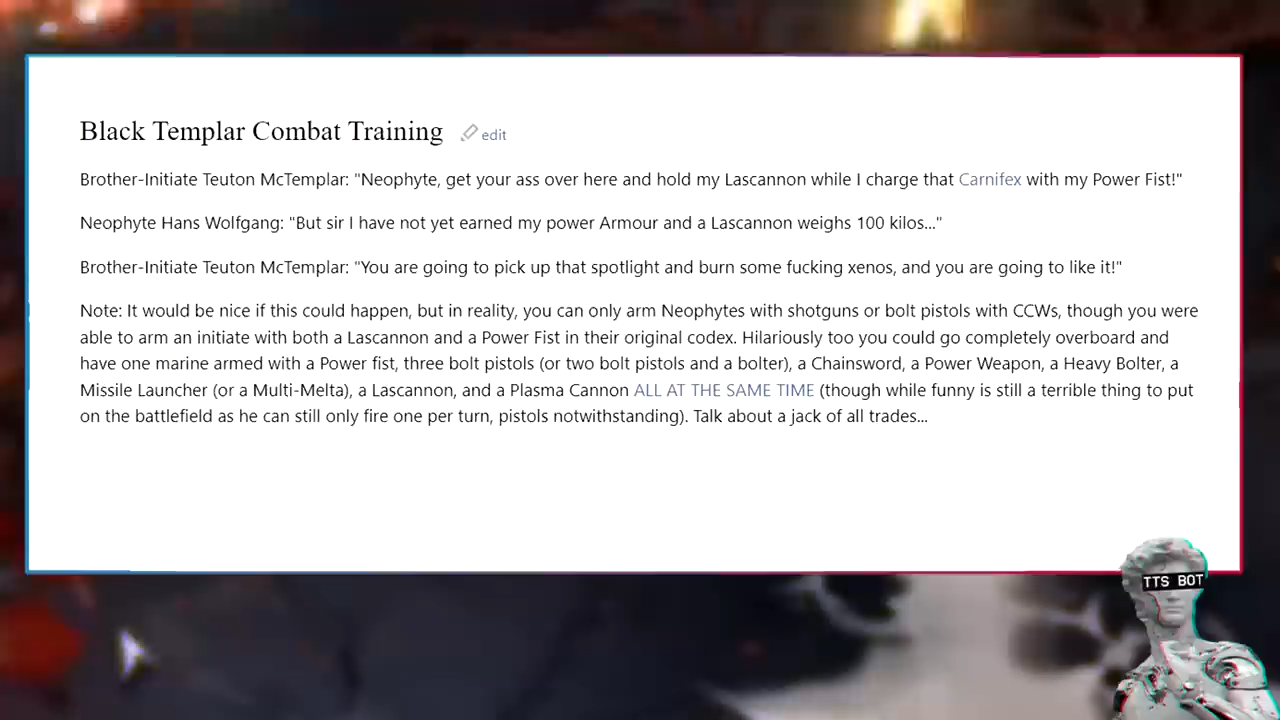 Black Templar Combat Training edit
Brother-Initiate Teuton McTemplar: "Neophyte, get your ass over here and hold my Lascannon while I charge that Carnifex with my Power Fist!"
Neophyte Hans Wolfgang: "But sir I have not yet earned my power Armour and a Lascannon weighs 100 kilos..."
Brother-Initiate Teuton McTemplar: "You are going to pick up that spotlight and burn some fucking xenos, and you are going to like it!"
Note: It would be nice if this could happen, but in reality, you can only arm Neophytes with shotguns or bolt pistols with CCWs, though you were
able to arm an initiate with both a Lascannon and a Power Fist in their original codex. Hilariously too you could go completely overboard and
have one marine armed with a Power fist, three bolt pistols (or two bolt pistols and a bolter), a Chainsword, a Power Weapon, a Heavy Bolter, a
Missile Launcher (or a Multi-Melta), a Lascannon, and a Plasma Cannon ALL AT THE SAME TIME (though while funny is still a terrible thing to put
on the battlefield as he can still only fire one per turn, pistols notwithstanding). Talk about a jack of all trades...
TTS BOT